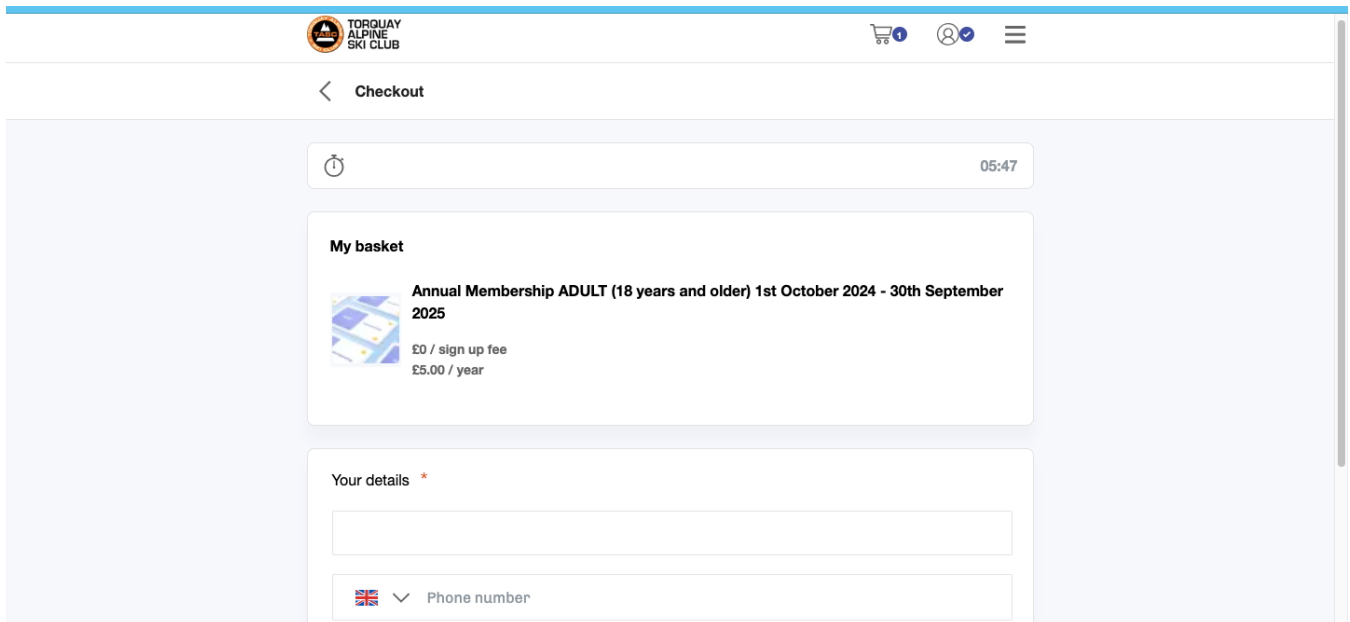 TORQUAY
ALPINE
SKI CLUB
TASC
1
Checkout
05:47
My basket
Annual Membership ADULT (18 years and older) 1st October 2024 - 30th September
2025
£0 / sign up fee
£5.00 / year
Your details *
Phone number